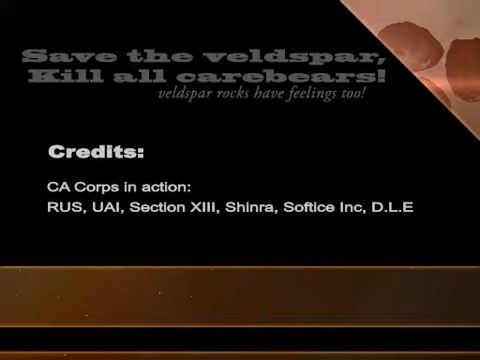 Save the veldspar,
Kill all carebears!
veldspar rocks have feelings too!
Credits:
CA Corps in action:
RUS, UAI, Section XIII, Shinra, Softice Inc, D.L.E